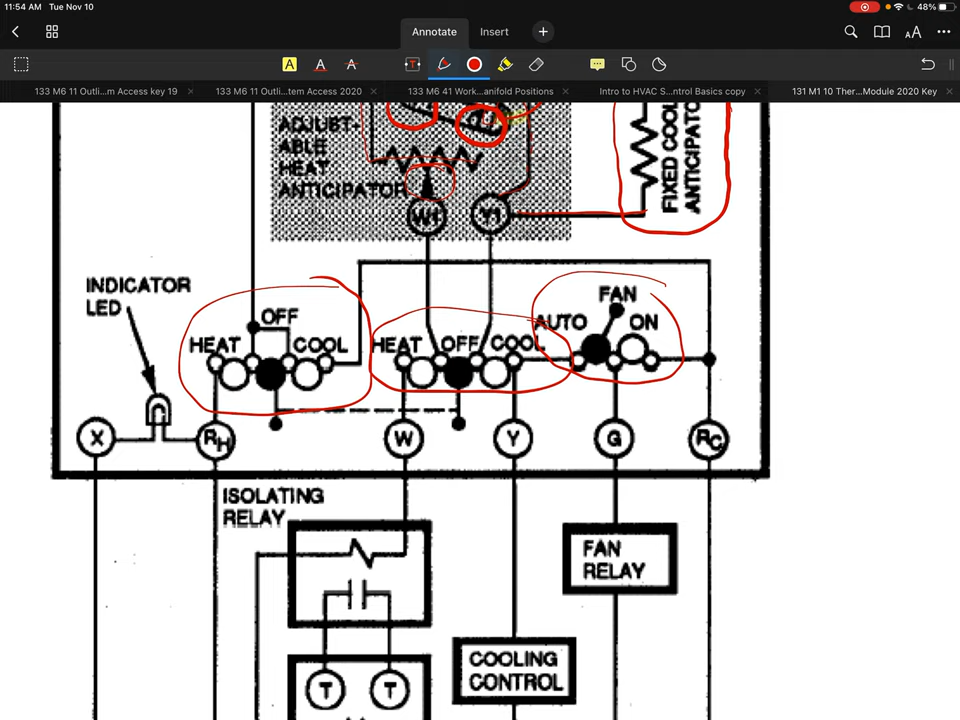 11:54 AM Tue Nov 10
48%
Annotate
Insert
133 M6 11 Outli...m Access key 19
133 M6 11 Outli...tem Access 2020
133 M6 41 Work...anifold Positions
Intro to HVAC S...ntrol Basics copy
131 M1 10 Ther...Module 2020 Key
ADJUST-
ABLE
HEAT
ANTICIPATOR
W1
Y1
FIXED COOL
ANTICIPATOR
INDICATOR
LED
OFF
HEAT
COOL
HEAT
OFF
COOL
FAN
AUTO
ON
X
RH
W
Y
G
RC
ISOLATING
RELAY
FAN
RELAY
COOLING
CONTROL
T
T